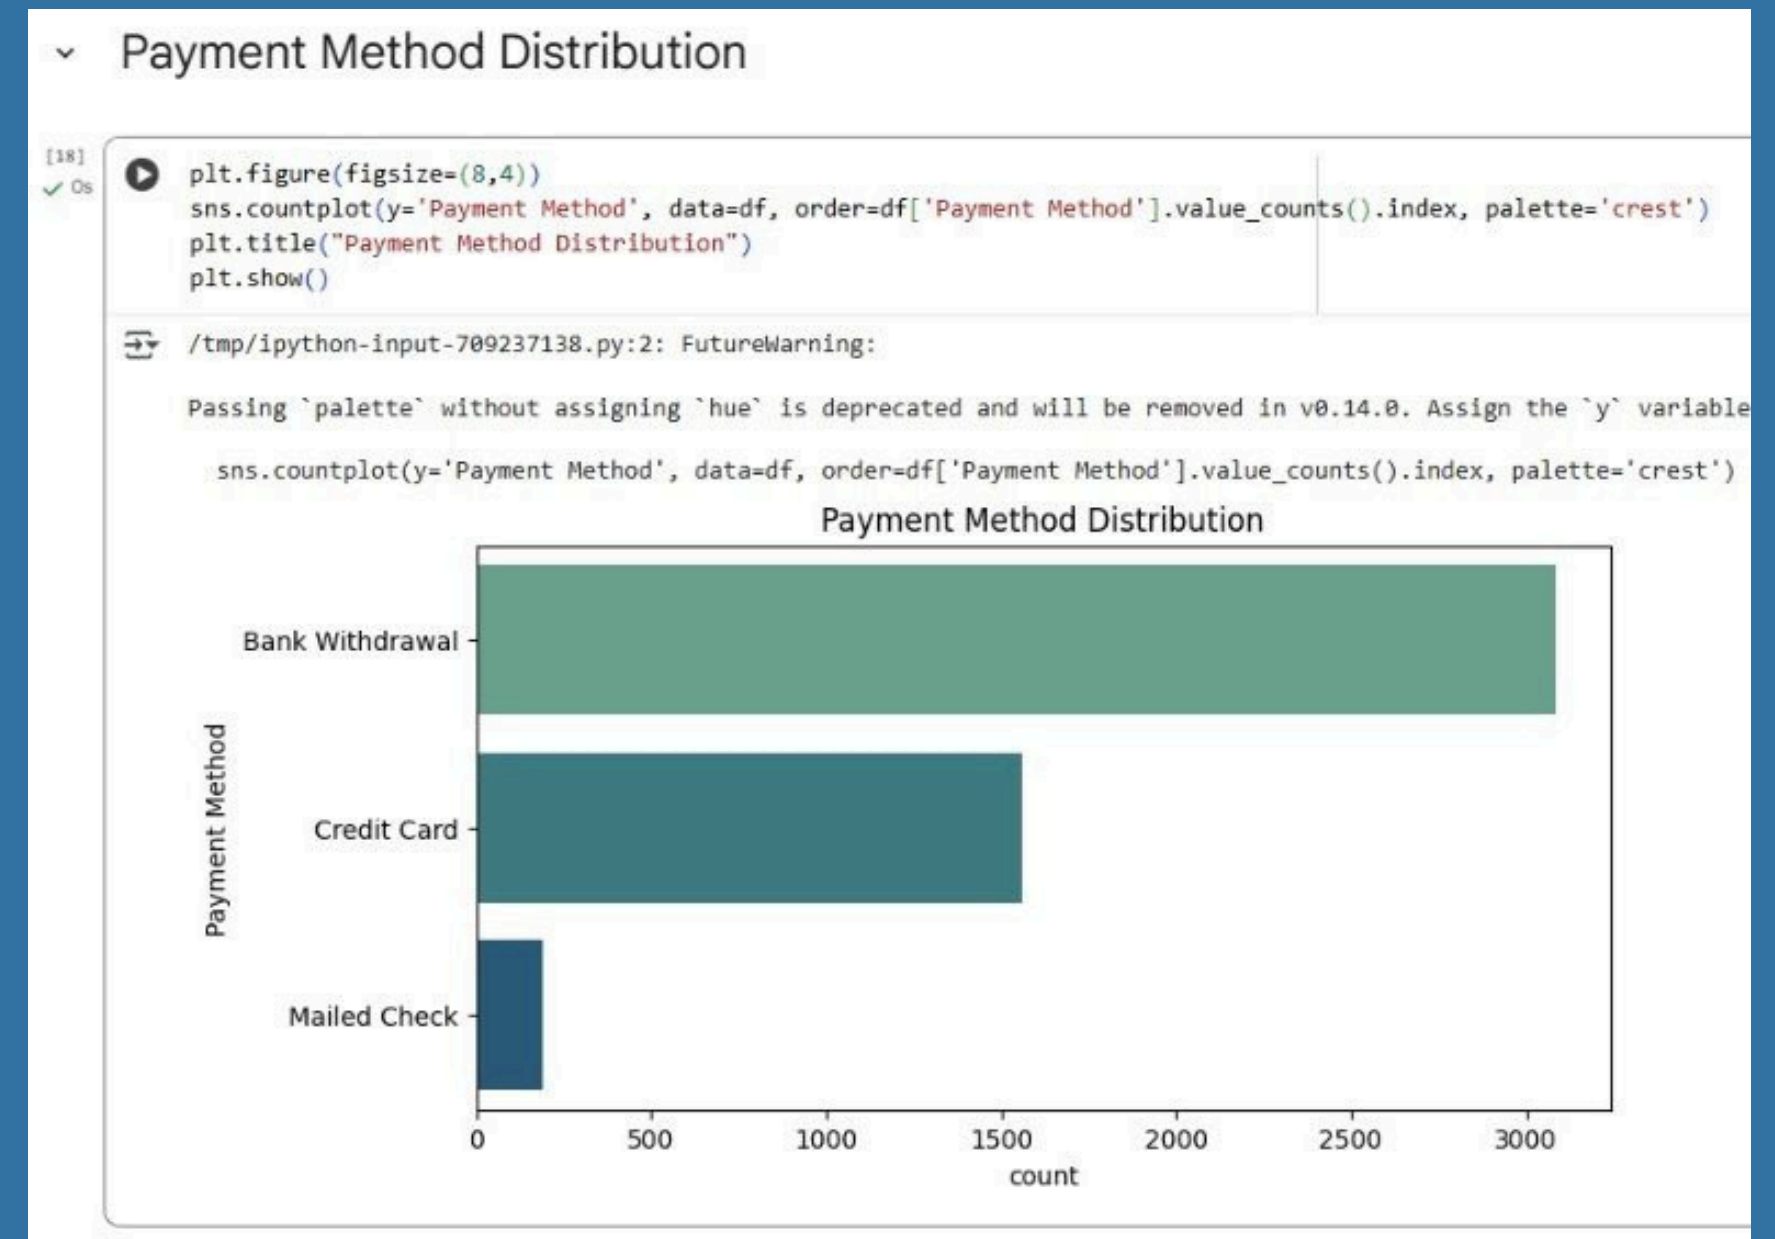 Payment Method Distribution
[18]
0s
plt.figure(figsize=(8,4))
sns.countplot(y='Payment Method', data=df, order=df['Payment Method'].value_counts().index, palette='crest')
plt.title("Payment Method Distribution")
plt.show()
/tmp/ipython-input-709237138.py:2: FutureWarning:
Passing `palette` without assigning `hue` is deprecated and will be removed in v0.14.0. Assign the `y` variable
sns.countplot(y='Payment Method', data=df, order=df['Payment Method'].value_counts().index, palette='crest')
Payment Method Distribution
Payment Method
Bank Withdrawal
Credit Card
Mailed Check
0 500 1000 1500 2000 2500 3000
count